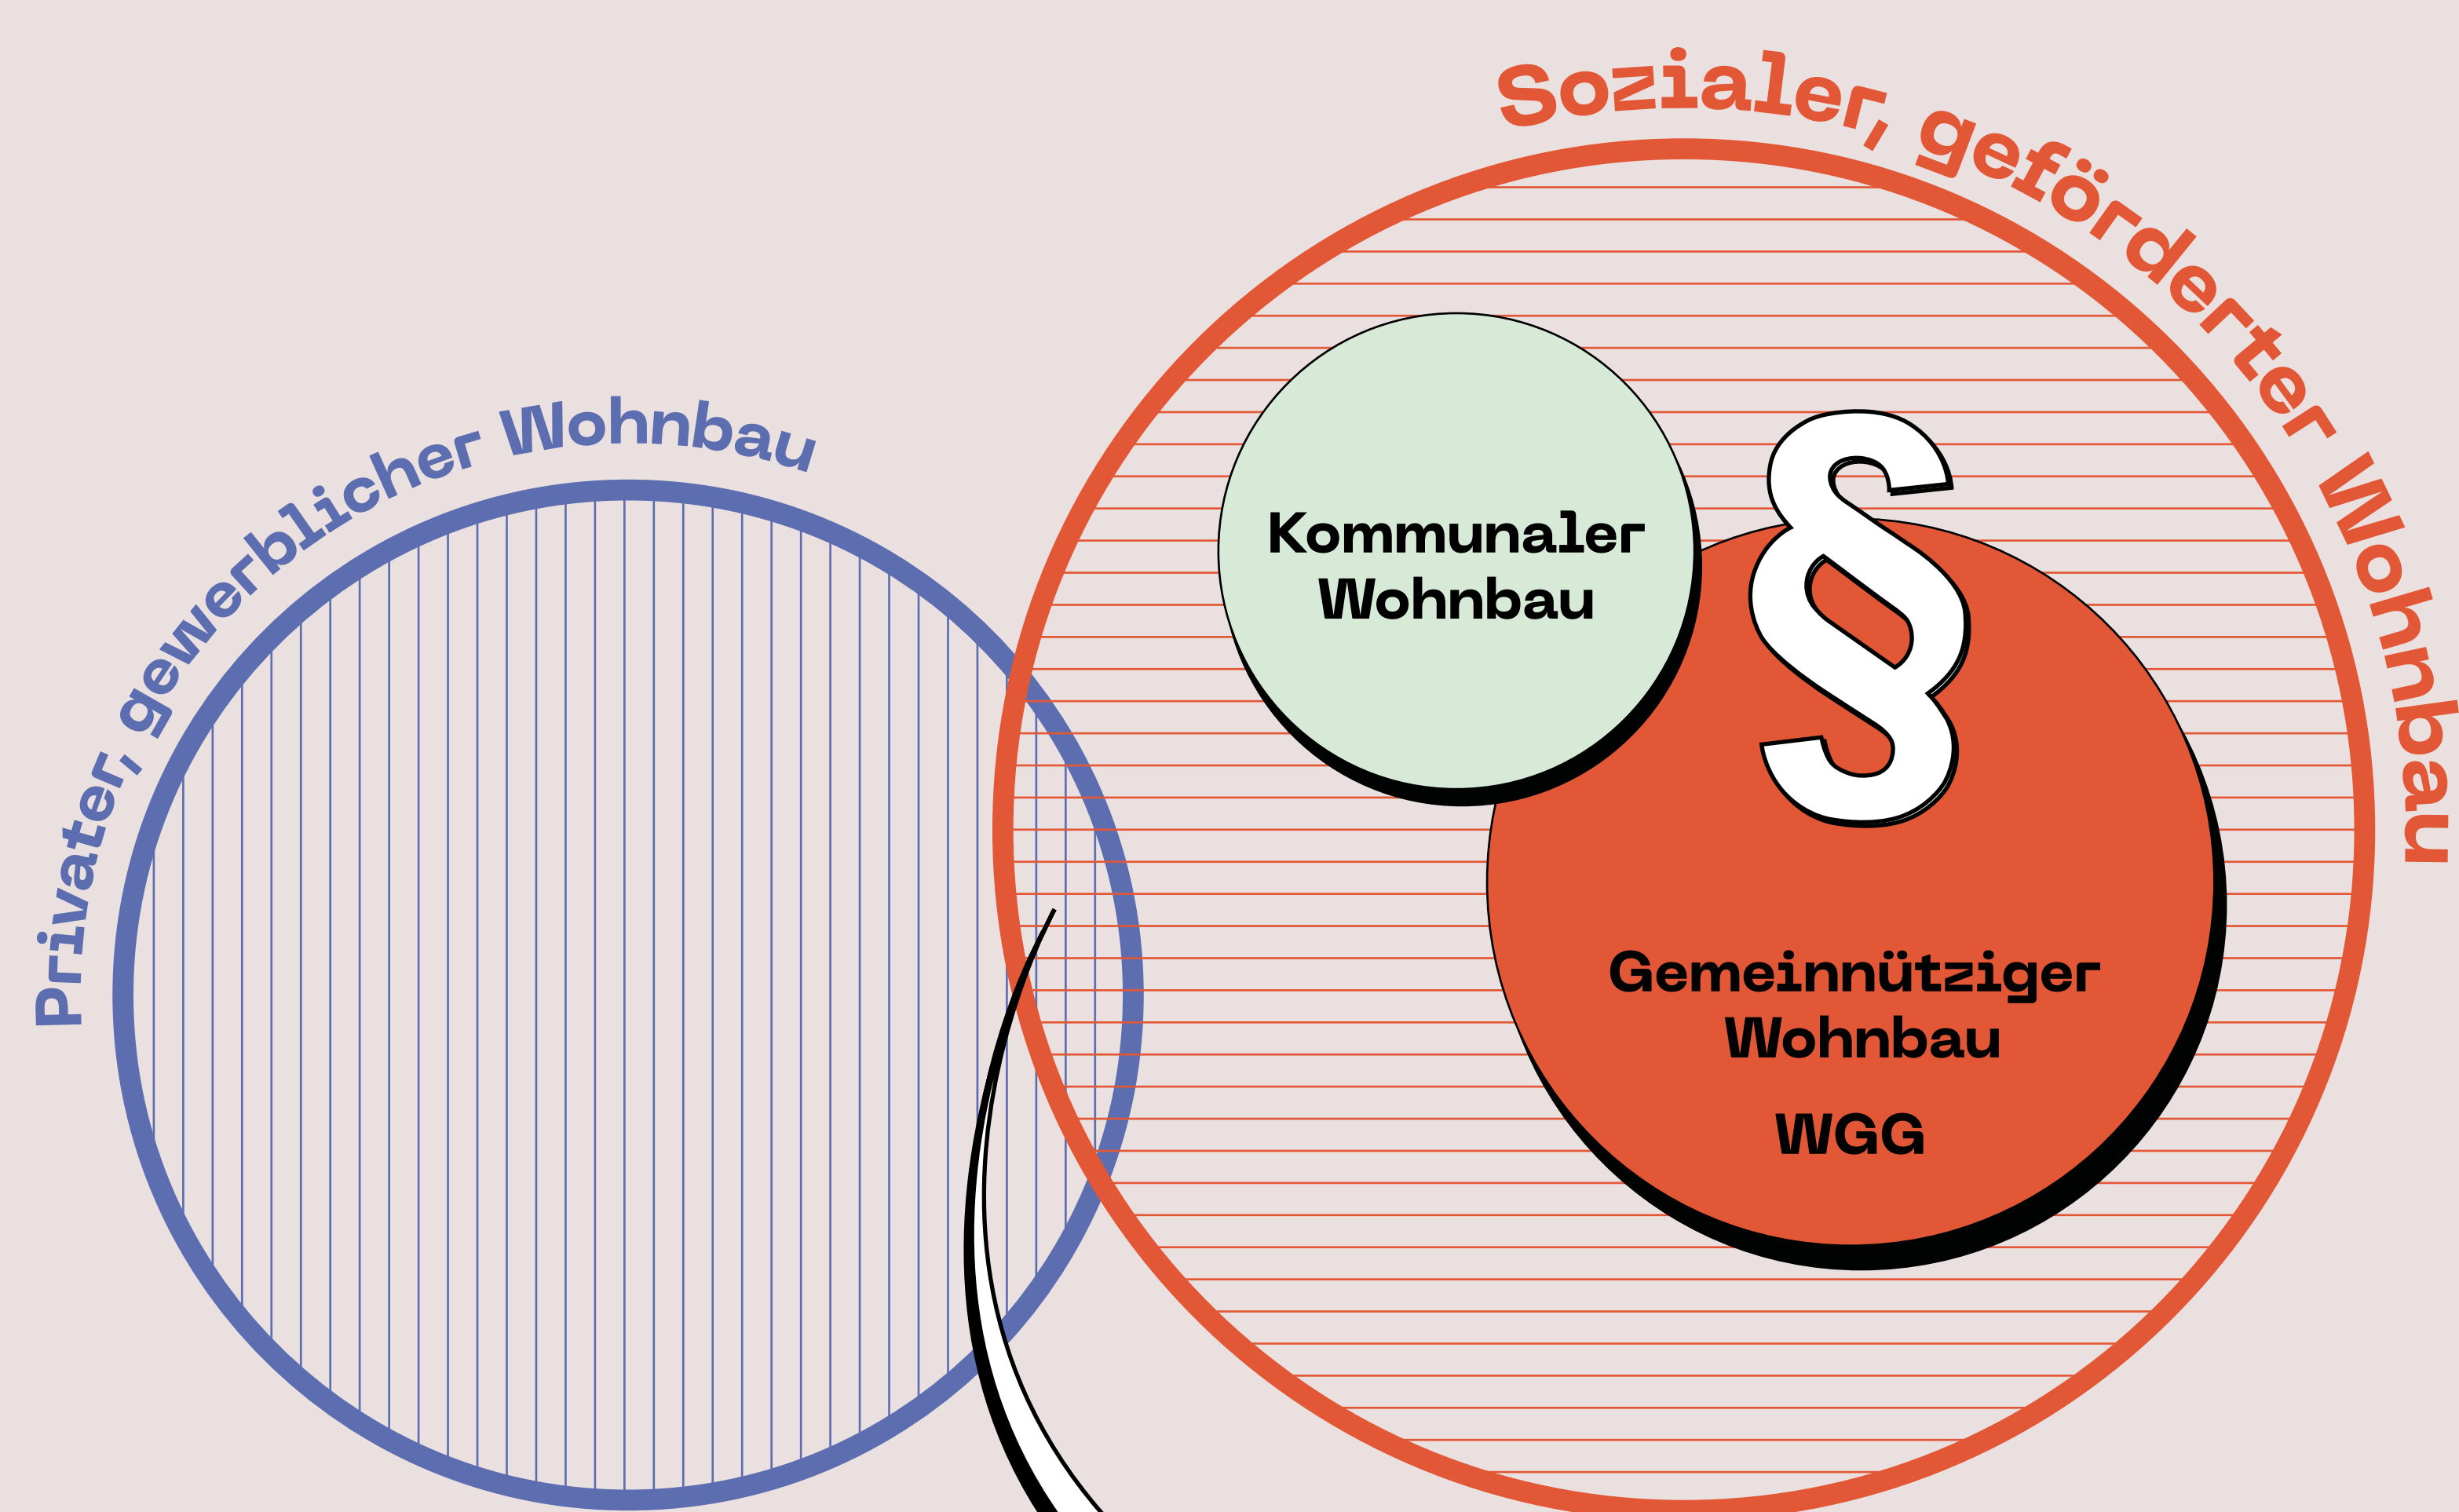 Privater, gewerblicher Wohnbau
Sozialer, geförderter Wohnbau
Kommunaler
Wohnbau
§
Gemeinnütziger
Wohnbau
WGG